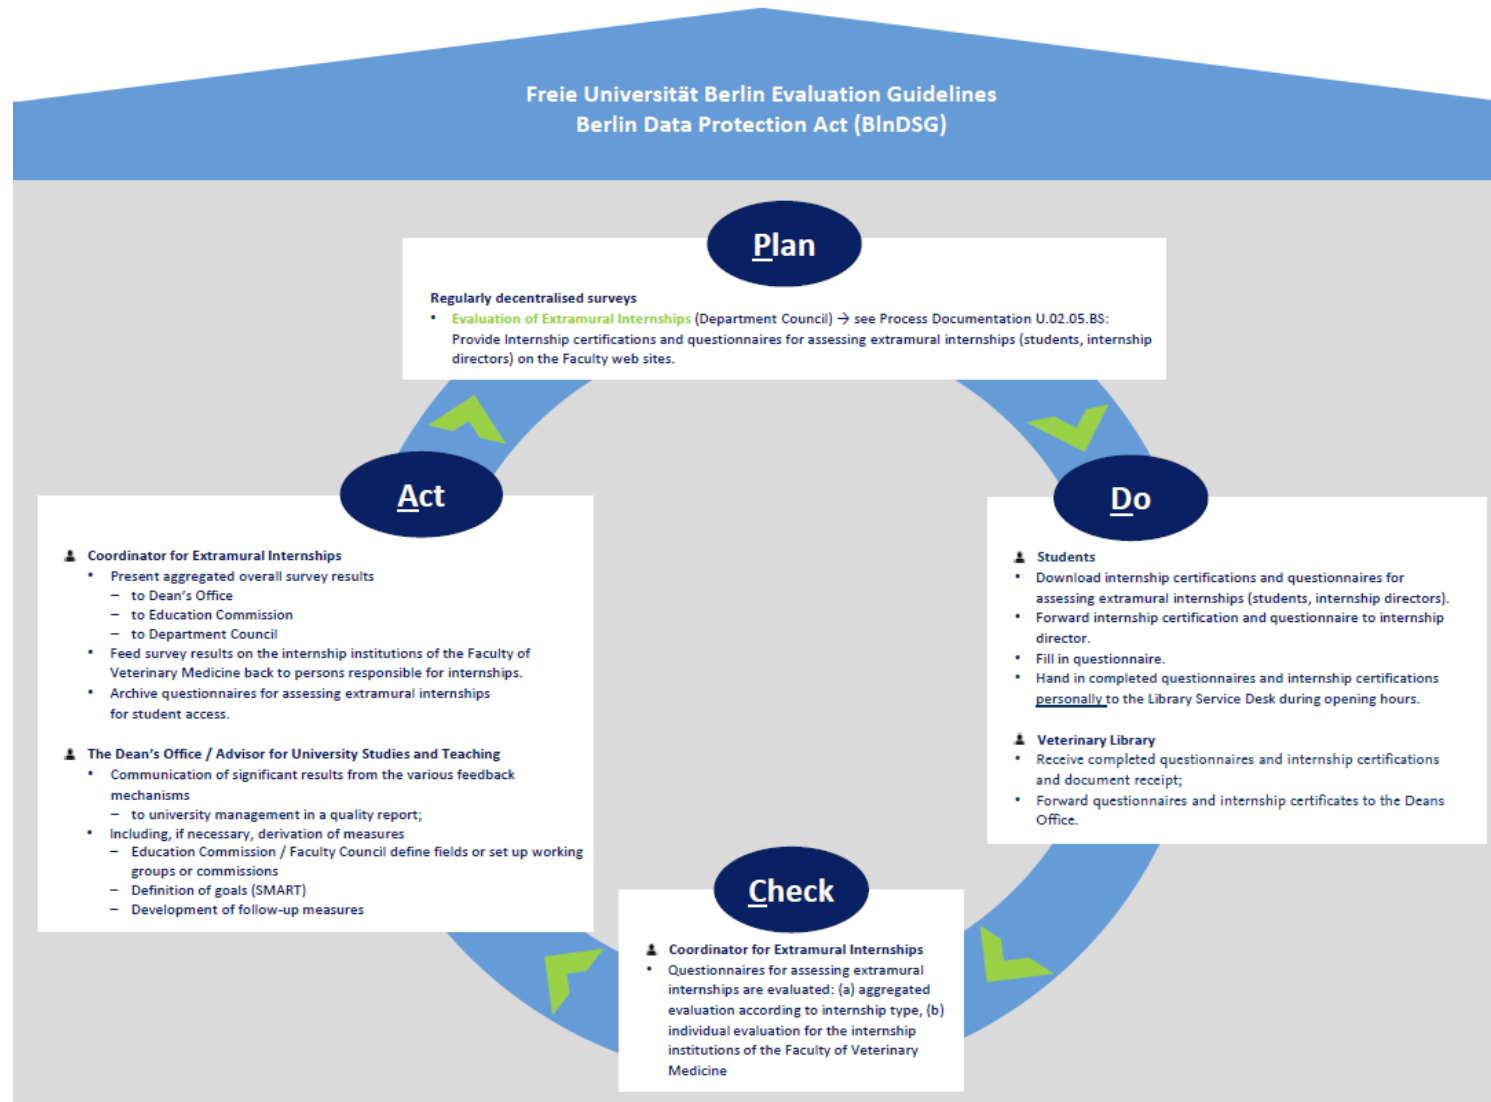 Freie Universität Berlin Evaluation Guidelines
Berlin Data Protection Act (BlnDSG)
Plan
Regularly decentralised surveys
• Evaluation of Extramural Internships (Department Council) → see Process Documentation U.02.05.BS:
Provide Internship certifications and questionnaires for assessing extramural internships (students, internship
directors) on the Faculty web sites.
Do
Students
• Download internship certifications and questionnaires for
assessing extramural internships (students, internship directors).
• Forward internship certification and questionnaire to internship
director.
• Fill in questionnaire.
• Hand in completed questionnaires and internship certifications
personally to the Library Service Desk during opening hours.
Veterinary Library
• Receive completed questionnaires and internship certifications
and document receipt;
• Forward questionnaires and internship certificates to the Deans
Office.
Check
Coordinator for Extramural Internships
• Questionnaires for assessing extramural
internships are evaluated: (a) aggregated
evaluation according to internship type, (b)
individual evaluation for the internship
institutions of the Faculty of Veterinary
Medicine
Act
Coordinator for Extramural Internships
• Present aggregated overall survey results
– to Dean's Office
– to Education Commission
– to Department Council
• Feed survey results on the internship institutions of the Faculty of
Veterinary Medicine back to persons responsible for internships.
• Archive questionnaires for assessing extramural internships
for student access.
The Dean's Office / Advisor for University Studies and Teaching
• Communication of significant results from the various feedback
mechanisms
– to university management in a quality report;
• Including, if necessary, derivation of measures
– Education Commission / Faculty Council define fields or set up working
groups or commissions
– Definition of goals (SMART)
– Development of follow-up measures